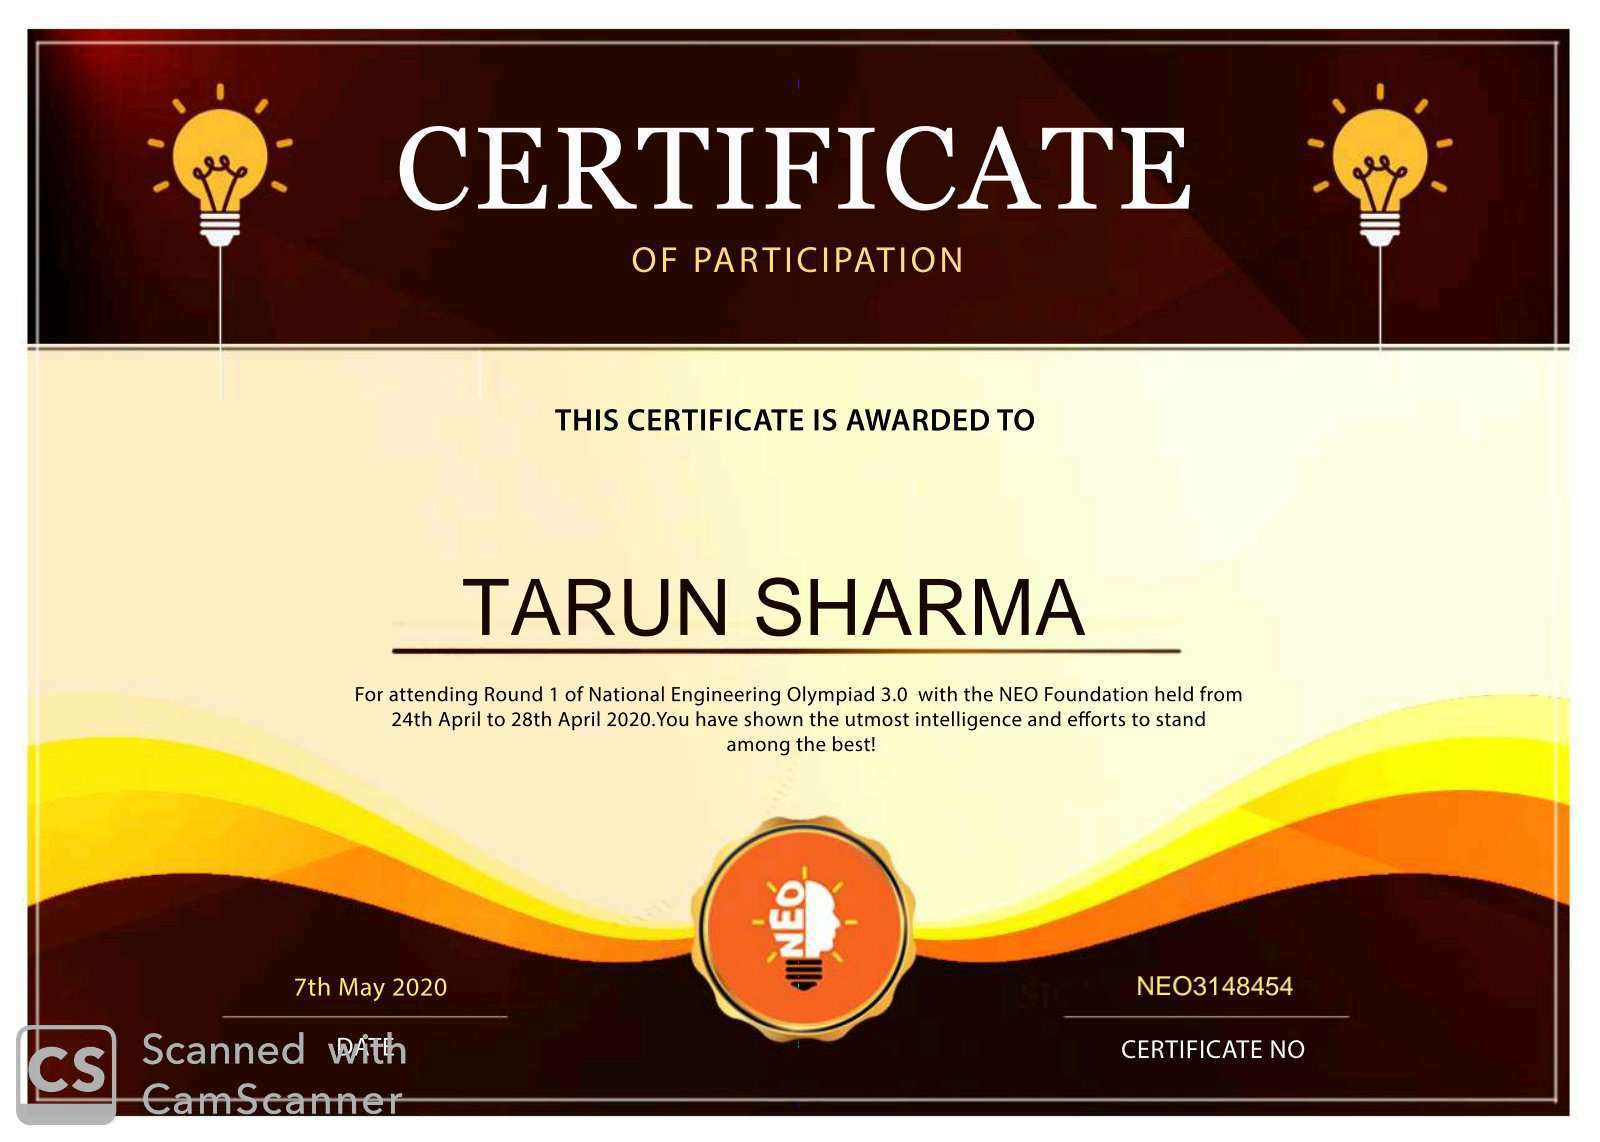 CERTIFICATE
OF PARTICIPATION
THIS CERTIFICATE IS AWARDED TO
TARUN SHARMA
For attending Round 1 of National Engineering Olympiad 3.0  with the NEO Foundation held from
24th April to 28th April 2020.You have shown the utmost intelligence and efforts to stand
among the best!
NEO
7th May 2020
DATE
NEO3148454
CERTIFICATE NO
CS
Scanned with
CamScanner